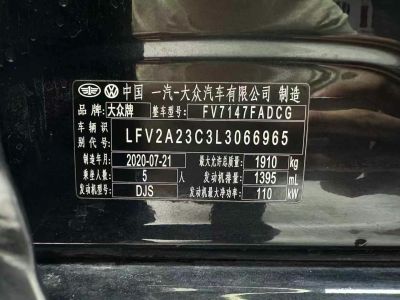 中国 一汽-大众汽车有限公司 制造
品牌 大众牌 整车型号 FV7147FADCG
车辆识别代号 LFV2A23C3L3066965
制造年月 2020-07-21 最大允许总质量 1910 kg
乘坐人数 5 人 发动机排量 1395 mL
发动机型号 DJS 发动机最大净功率 110 kW